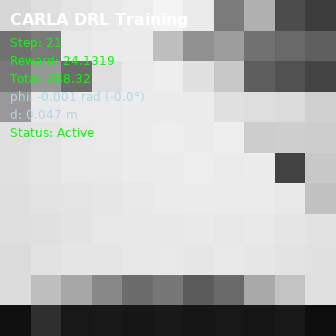 CARLA DRL Training
Step: 21
Reward: 24.1319
Total: 288.32
phi: -0.001 rad (-0.0°)
d: 0.047 m
Status: Active